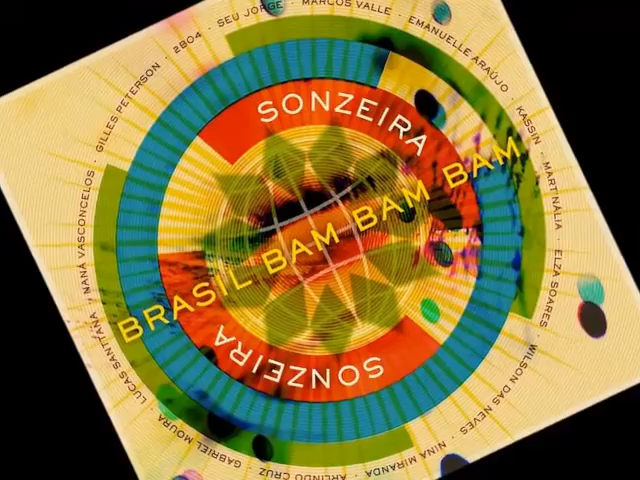 SONZEIRA
BRASIL BAM BAM BAM
SONZEIRA
GILLES PETERSON · 2804 · SEU JORGE · MARCOS VALLE · EMANUELLE ARAÚJO · KASSIN · MART'NÁLIA · ELZA SOARES · WILSON DAS NEVES · NINA MIRANDA · ARLINDO CRUZ · GABRIEL MOURA · LUCAS SANTTANA · NANÁ VASCONCELOS ·